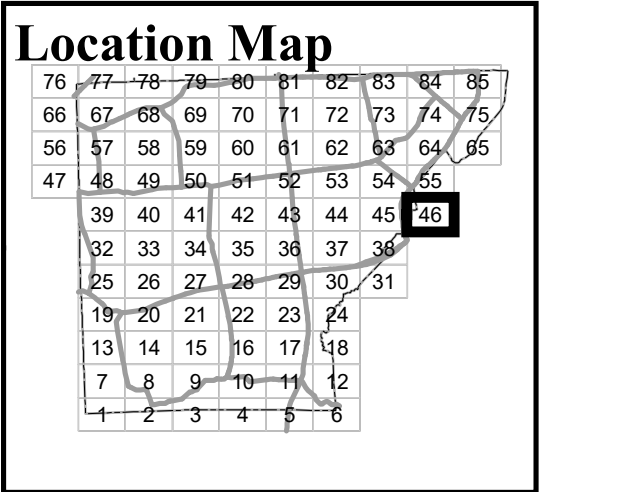 Location Map
76 77 78 79 80 81 82 83 84 85
66 67 68 69 70 71 72 73 74 75
56 57 58 59 60 61 62 63 64 65
47 48 49 50 51 52 53 54 55
39 40 41 42 43 44 45 46
32 33 34 35 36 37 38
25 26 27 28 29 30 31
19 20 21 22 23 24
13 14 15 16 17 18
7 8 9 10 11 12
1 2 3 4 5 6